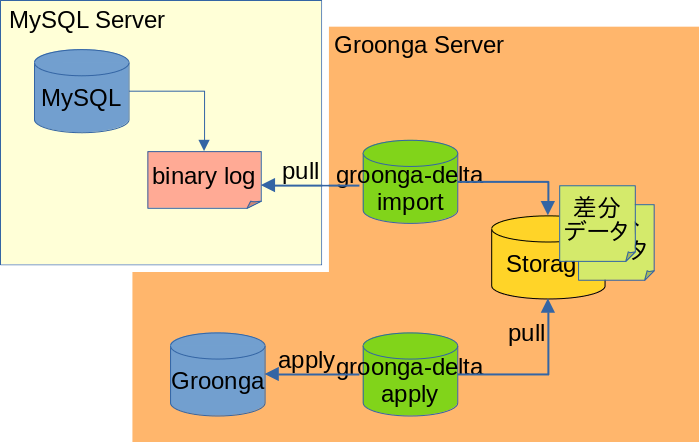 MySQL Server
Groonga Server
MySQL
binary log
pull
groonga-delta
import
差分
データ
タ
Storag
pull
apply
groonga-delta
apply
Groonga